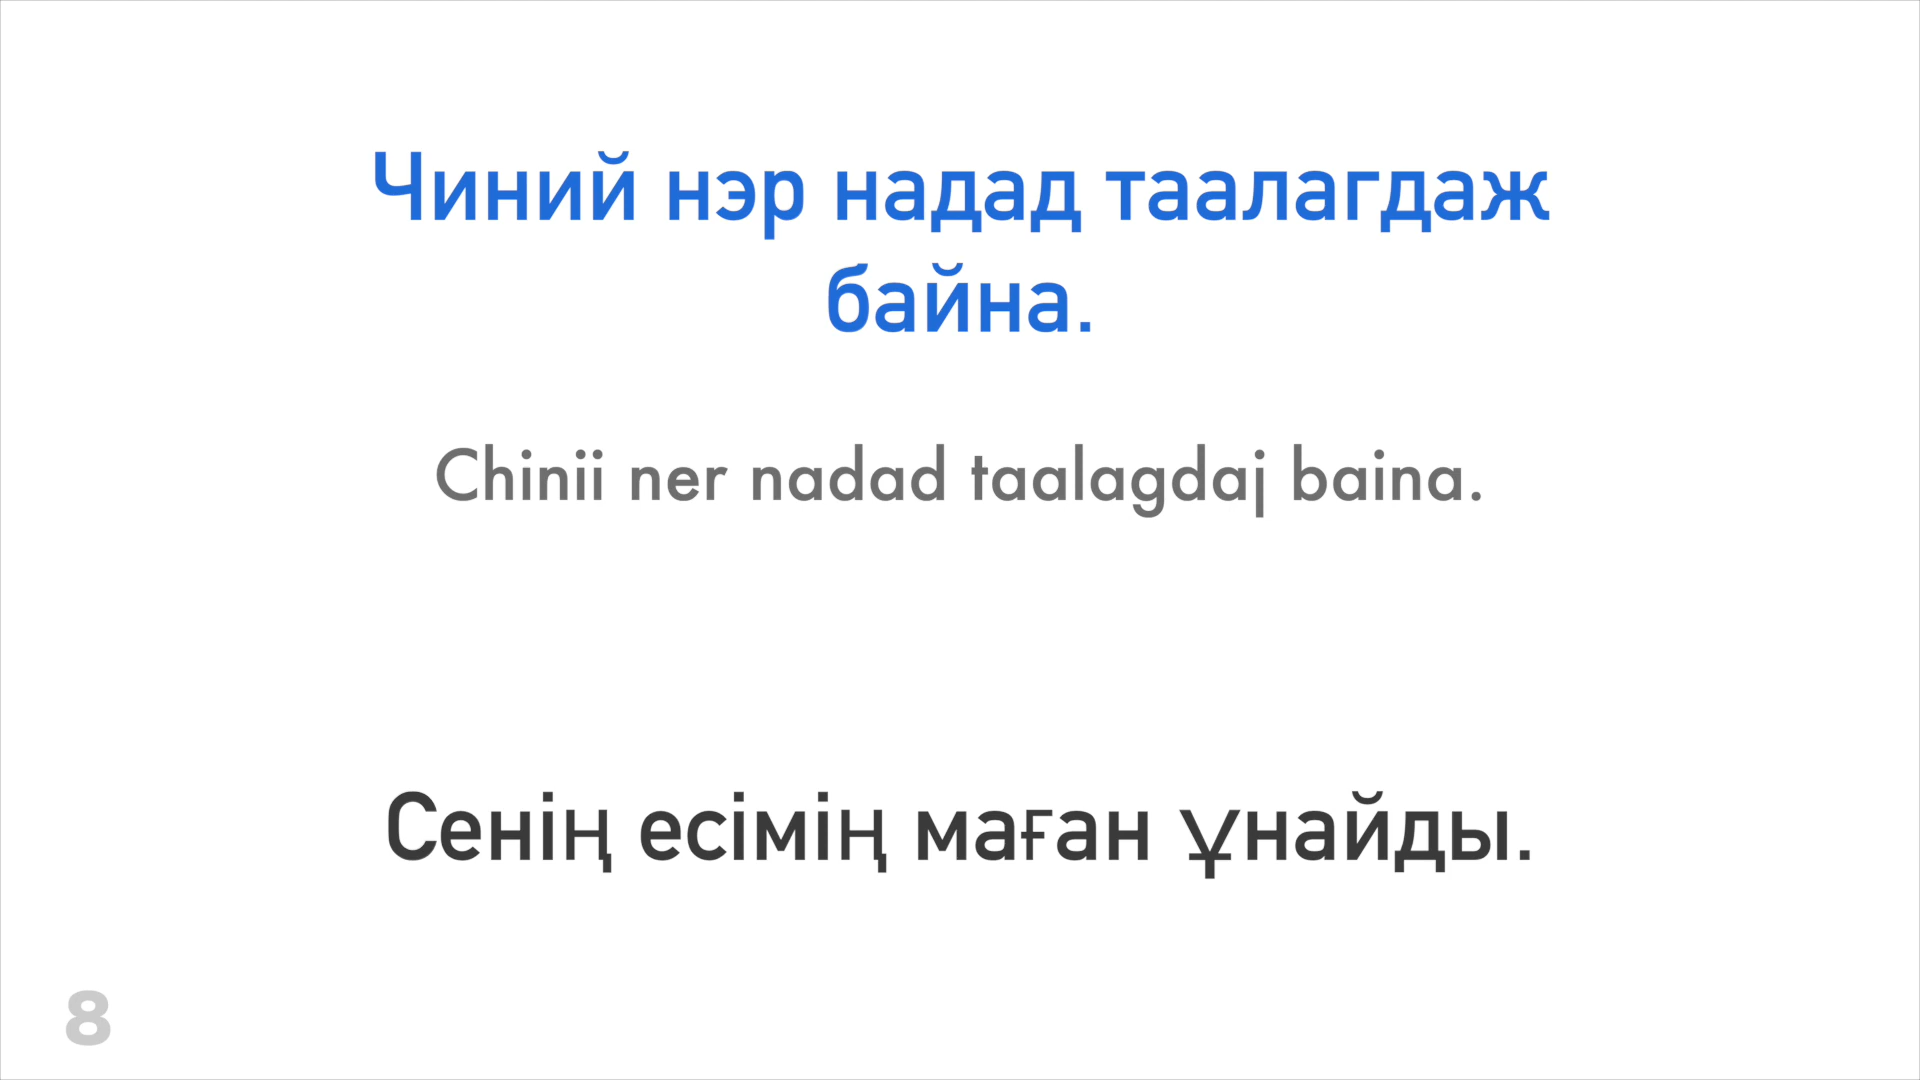 Чиний нэр надад таалагдаж
байна.
Chinii ner nadad taalagdaj baina.
Сенің есімің маған ұнайды.
8